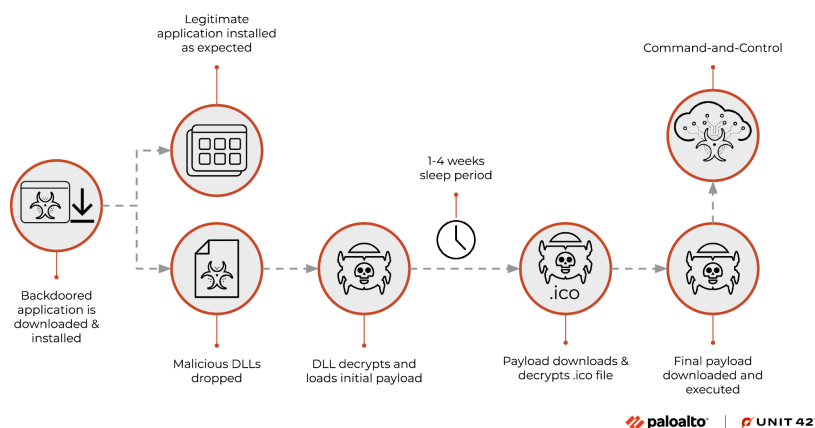 Legitimate
application installed
as expected
Command-and-Control
1-4 weeks
sleep period
.ico
Backdoored
application is
downloaded &
installed
Malicious DLLs
dropped
DLL decrypts and
loads initial payload
Payload downloads &
decrypts .ico file
Final payload
downloaded and
executed
paloalto
UNIT 42